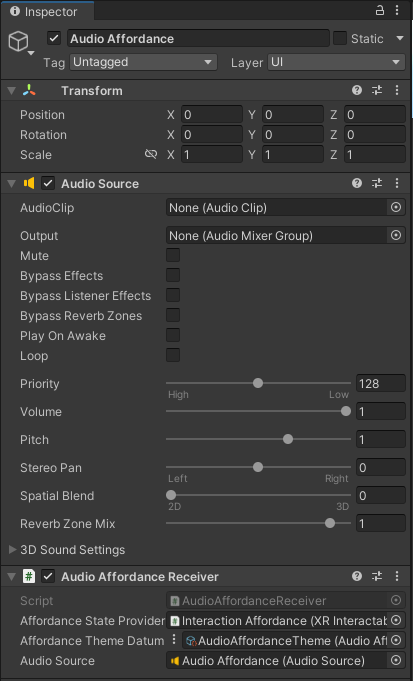 Inspector
Audio Affordance
Static
Tag Untagged Layer UI
Transform
Position X 0 Y 0 Z 0
Rotation X 0 Y 0 Z 0
Scale X 1 Y 1 Z 1
Audio Source
AudioClip None (Audio Clip)
Output None (Audio Mixer Group)
Mute
Bypass Effects
Bypass Listener Effects
Bypass Reverb Zones
Play On Awake
Loop
Priority 128
High Low
Volume 1
Pitch 1
Stereo Pan 0
Left Right
Spatial Blend 0
2D 3D
Reverb Zone Mix 1
3D Sound Settings
# Audio Affordance Receiver
Script # AudioAffordanceReceiver
Affordance State Provider # Interaction Affordance (XR Interactab
Affordance Theme Datum AudioAffordanceTheme (Audio Aff
Audio Source Audio Affordance (Audio Source)